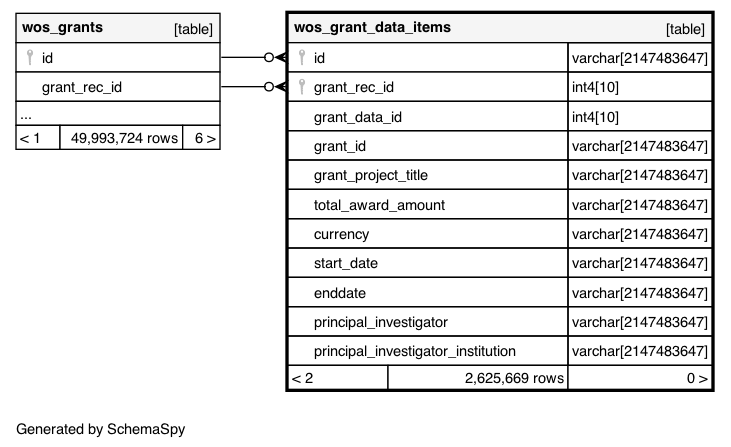 wos_grants [table]
id
grant_rec_id
...
< 1 49,993,724 rows 6 >
wos_grant_data_items [table]
id varchar[2147483647]
grant_rec_id int4[10]
grant_data_id int4[10]
grant_id varchar[2147483647]
grant_project_title varchar[2147483647]
total_award_amount varchar[2147483647]
currency varchar[2147483647]
start_date varchar[2147483647]
enddate varchar[2147483647]
principal_investigator varchar[2147483647]
principal_investigator_institution varchar[2147483647]
< 2 2,625,669 rows 0 >
Generated by SchemaSpy